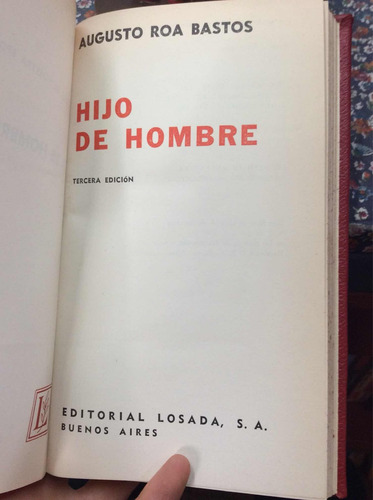 AUGUSTO ROA BASTOS
HIJO
DE HOMBRE
TERCERA EDICIÓN
EDITORIAL LOSADA, S. A.
BUENOS AIRES